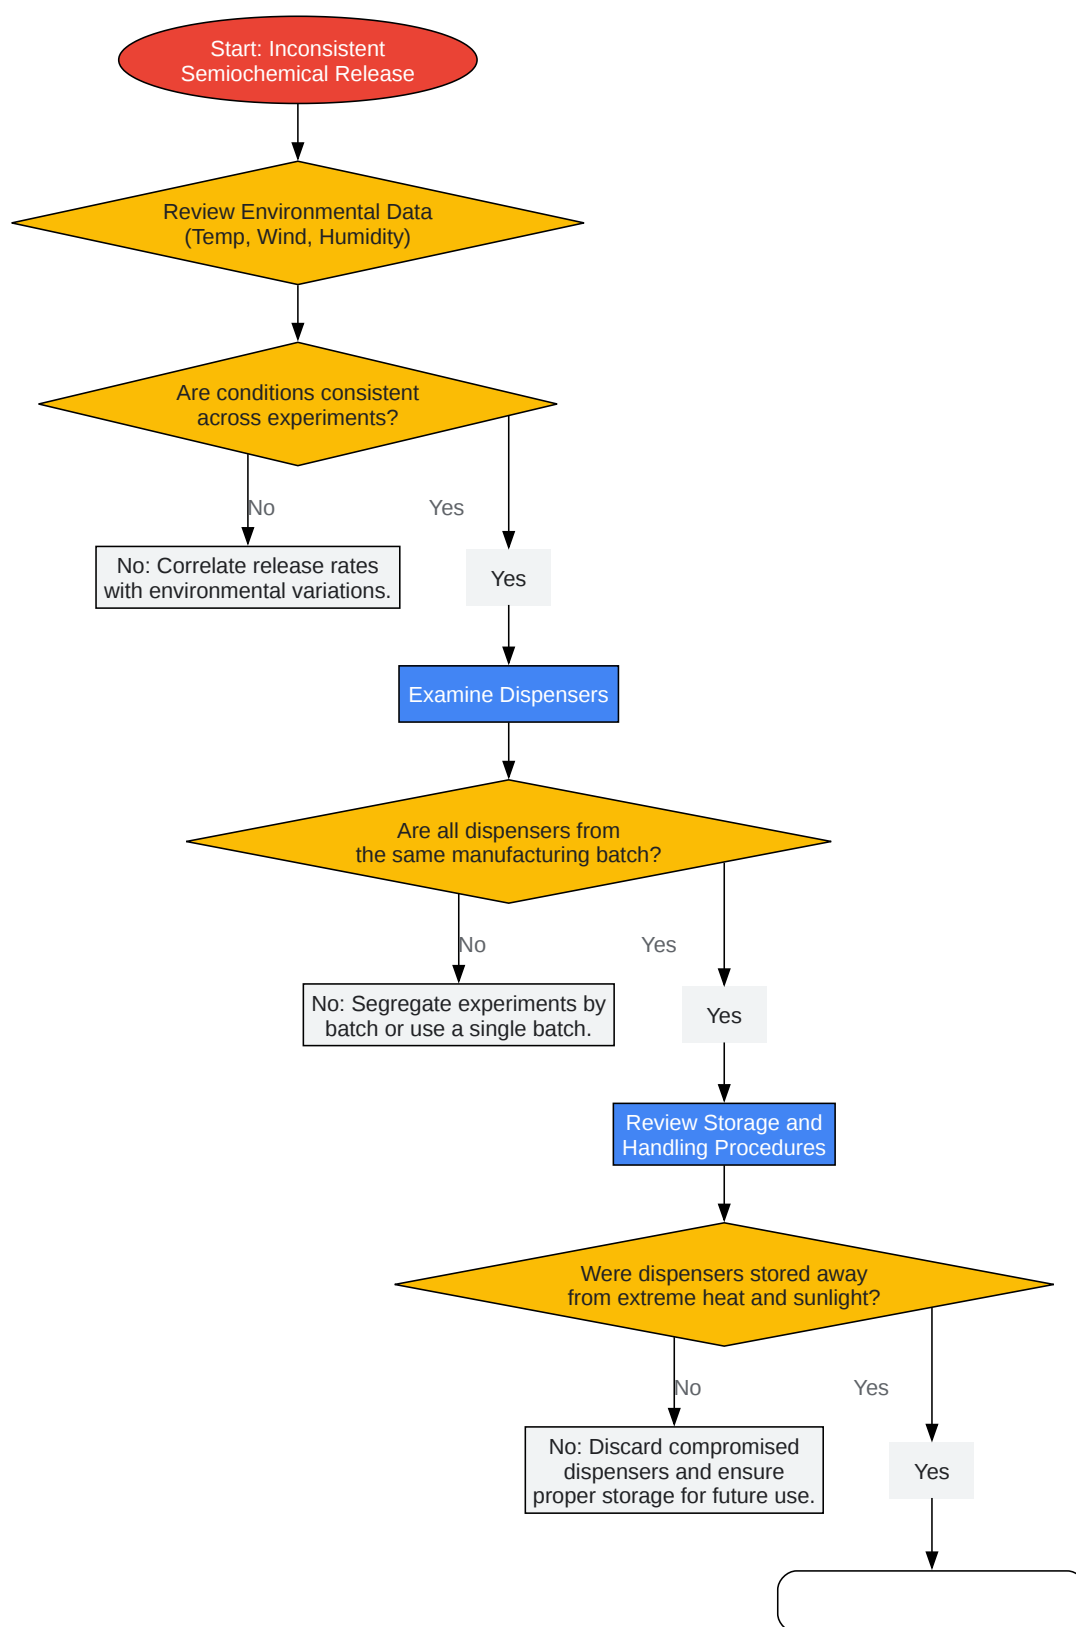 Start: Inconsistent
Semiochemical Release
Review Environmental Data
(Temp, Wind, Humidity)
Are conditions consistent
across experiments?
No
Yes
No: Correlate release rates
with environmental variations.
Yes
Examine Dispensers
Are all dispensers from
the same manufacturing batch?
No
Yes
No: Segregate experiments by
batch or use a single batch.
Yes
Review Storage and
Handling Procedures
Were dispensers stored away
from extreme heat and sunlight?
No
Yes
No: Discard compromised
dispensers and ensure
proper storage for future use.
Yes